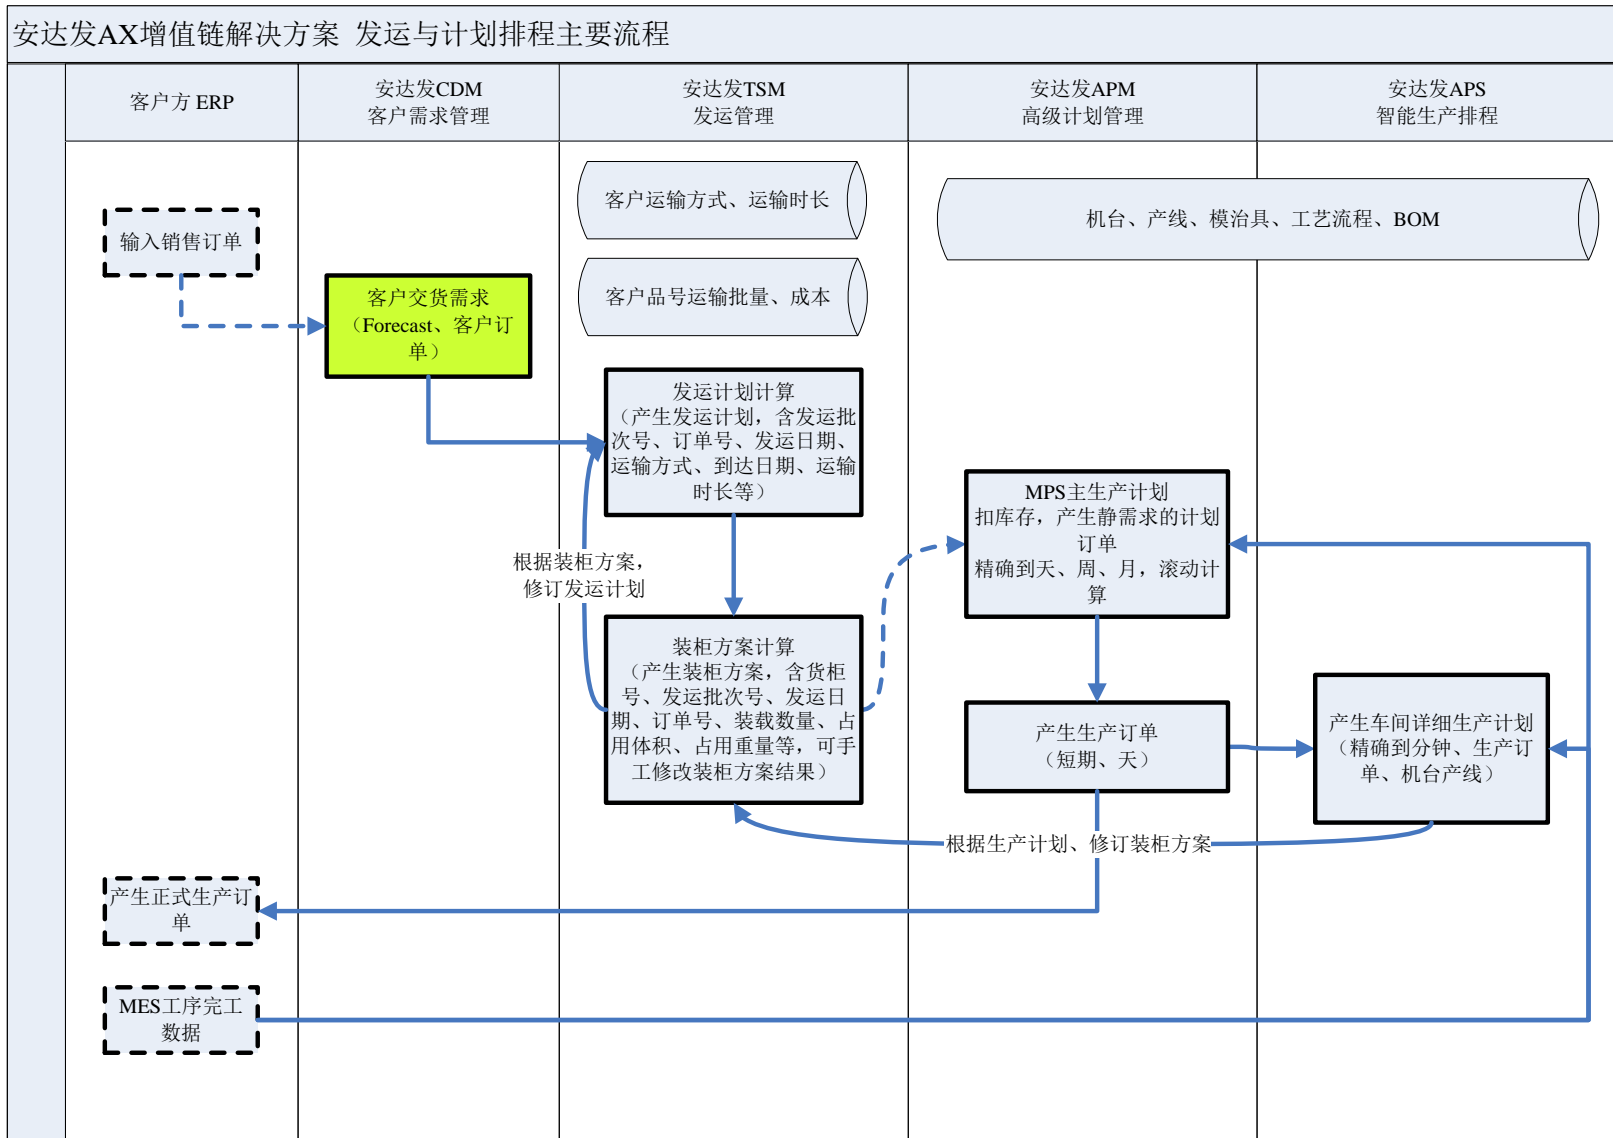 安达发AX增值链解决方案 发运与计划排程主要流程
客户方 ERP
安达发CDM
客户需求管理
安达发TSM
发运管理
安达发APM
高级计划管理
安达发APS
智能生产排程
输入销售订单
客户交货需求
（Forecast、客户订
单）
客户运输方式、运输时长
客户品号运输批量、成本
机台、产线、模治具、工艺流程、BOM
发运计划计算
（产生发运计划，含发运批
次号、订单号、发运日期、
运输方式、到达日期、运输
时长等）
根据装柜方案，
修订发运计划
装柜方案计算
（产生装柜方案，含货柜
号、发运批次号、发运日
期、订单号、装载数量、占
用体积、占用重量等，可手
工修改装柜方案结果）
MPS主生产计划
扣库存，产生静需求的计划
订单
精确到天、周、月，滚动计
算
产生生产订单
（短期、天）
产生车间详细生产计划
（精确到分钟、生产订
单、机台产线）
根据生产计划、修订装柜方案
产生正式生产订
单
MES工序完工
数据